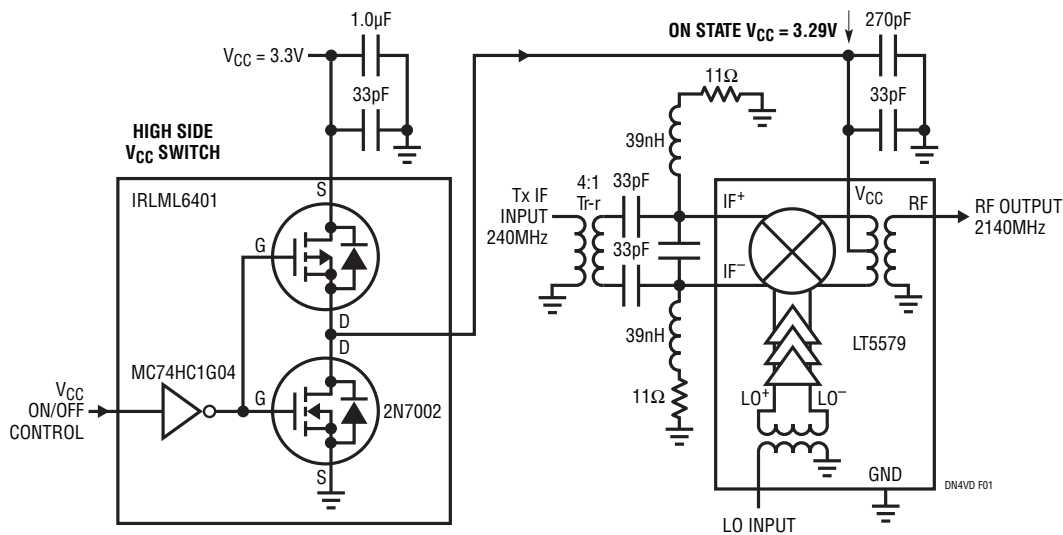 1.0µF
V_CC = 3.3V
33pF
HIGH SIDE
V_CC SWITCH
IRLML6401
S
G
D
D
MC74HC1G04
V_CC
ON/OFF
CONTROL
G
2N7002
S
ON STATE V_CC = 3.29V
270pF
33pF
11Ω
39nH
Tx IF
INPUT
240MHz
4:1
Tr-r
33pF
33pF
IF+
IF–
V_CC
RF
RF OUTPUT
2140MHz
39nH
11Ω
LT5579
LO+
LO–
GND
LO INPUT
DN4VD F01